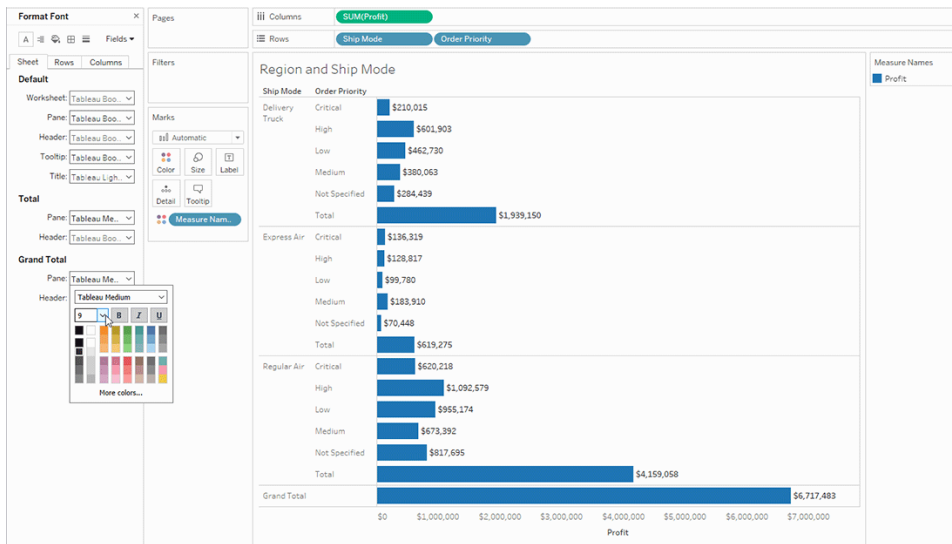 Format Font ×
Fields
Sheet Rows Columns
Default
Worksheet: Tableau Boo..
Pane: Tableau Boo..
Header: Tableau Boo..
Tooltip: Tableau Boo..
Title: Tableau Ligh..
Total
Pane: Tableau Me..
Header: Tableau Boo..
Grand Total
Pane: Tableau Me..
Header:
Tableau Medium
9 B I U
More colors...
Pages
Filters
Marks
Automatic
Color Size Label
Detail Tooltip
Measure Nam..
Columns SUM(Profit)
Rows Ship Mode Order Priority
Region and Ship Mode
Ship Mode Order Priority
Delivery Truck Critical $210,015
High $601,903
Low $462,730
Medium $380,063
Not Specified $284,439
Total $1,939,150
Express Air Critical $136,319
High $128,817
Low $99,780
Medium $183,910
Not Specified $70,448
Total $619,275
Regular Air Critical $620,218
High $1,092,579
Low $955,174
Medium $673,392
Not Specified $817,695
Total $4,159,058
Grand Total $6,717,483
$0 $1,000,000 $2,000,000 $3,000,000 $4,000,000 $5,000,000 $6,000,000 $7,000,000
Profit
Measure Names
Profit